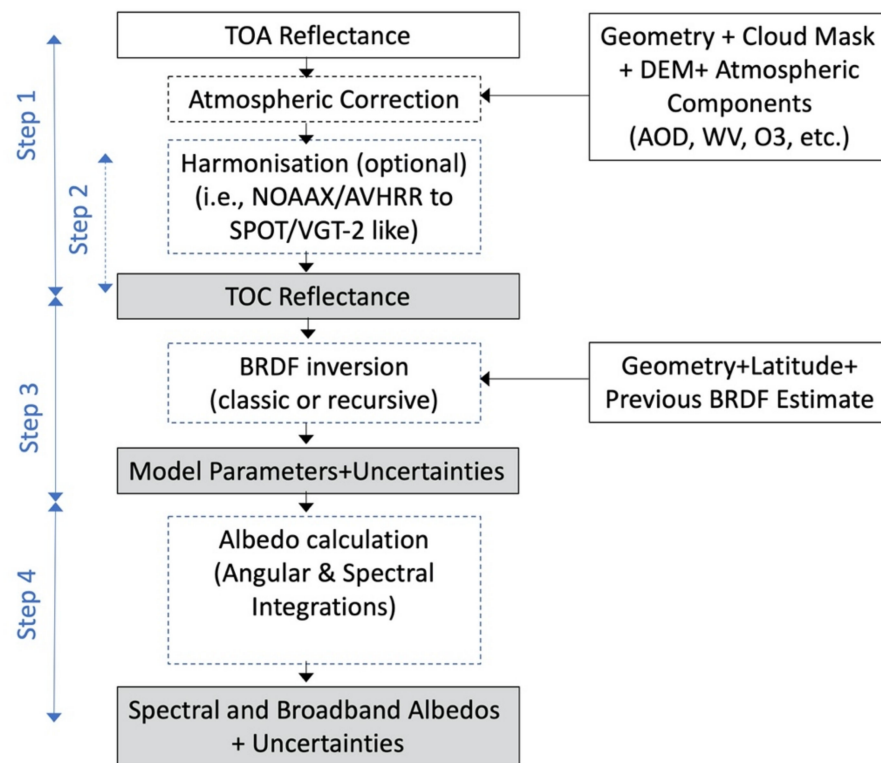 TOA Reflectance
Atmospheric Correction
Geometry + Cloud Mask
+ DEM+ Atmospheric
Components
(AOD, WV, O3, etc.)
Step 1
Harmonisation (optional)
(i.e., NOAAX/AVHRR to
SPOT/VGT-2 like)
Step 2
TOC Reflectance
BRDF inversion
(classic or recursive)
Geometry+Latitude+
Previous BRDF Estimate
Step 3
Model Parameters+Uncertainties
Albedo calculation
(Angular & Spectral
Integrations)
Step 4
Spectral and Broadband Albedos
+ Uncertainties